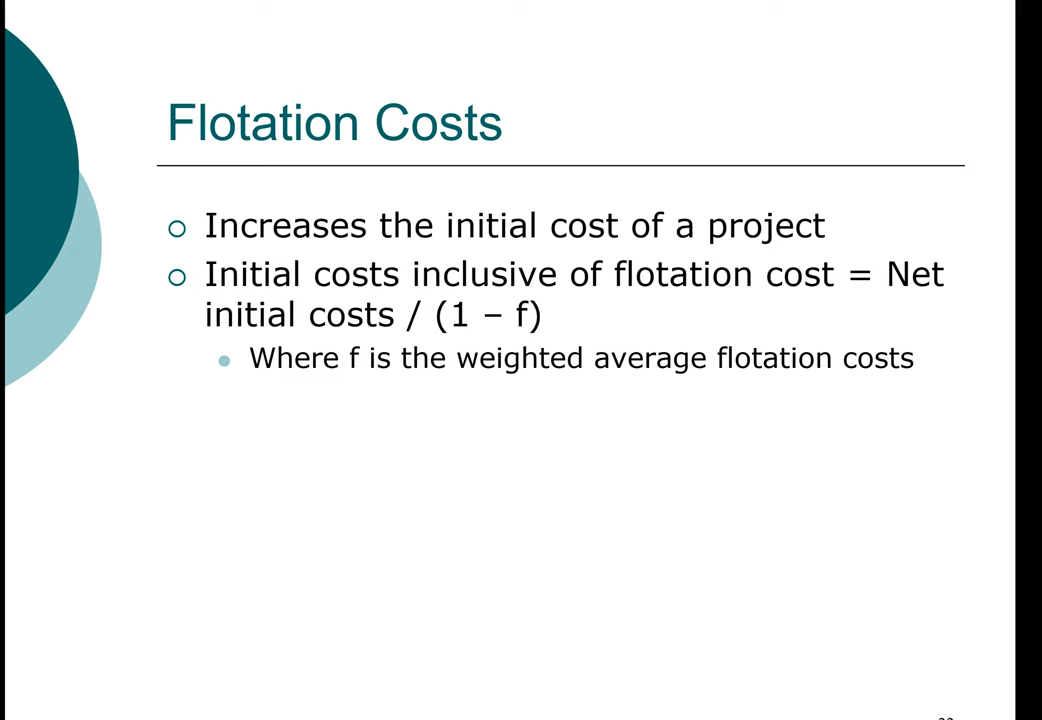 Flotation Costs
Increases the initial cost of a project
Initial costs inclusive of flotation cost = Net
initial costs / (1 – f)
Where f is the weighted average flotation costs